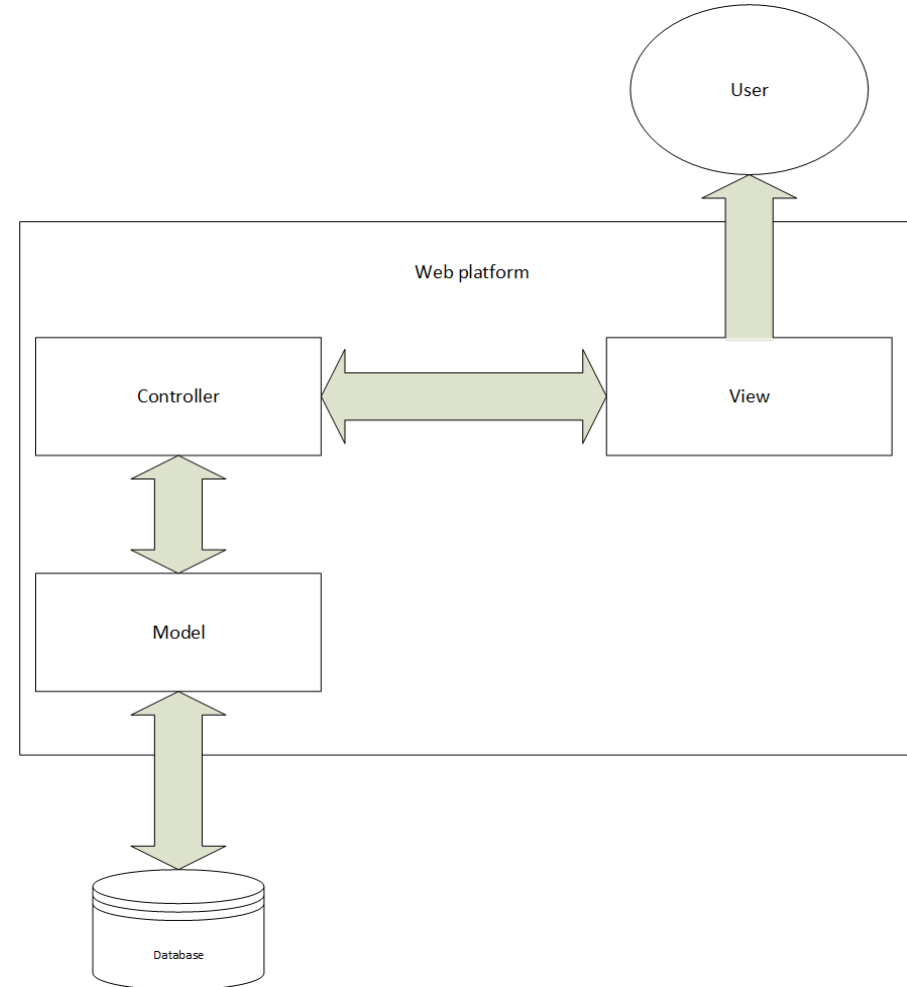 User
Web platform
Controller
View
Model
Database